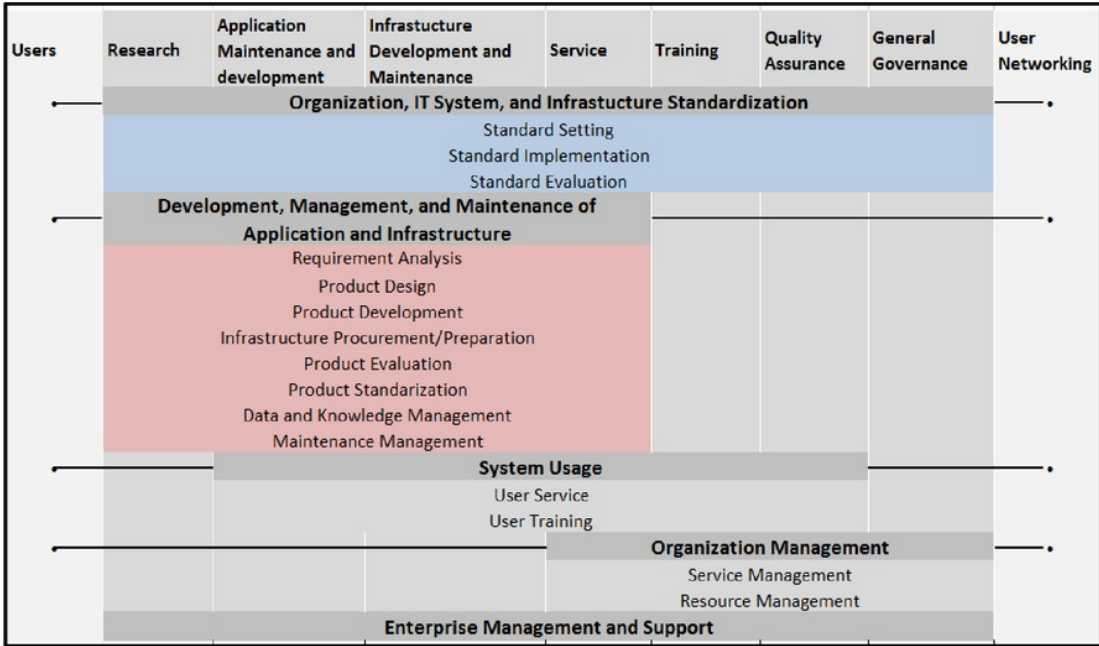 Users
Research
Application
Maintenance and
development
Infrastucture
Development and
Maintenance
Service
Training
Quality
Assurance
General
Governance
User
Networking
Organization, IT System, and Infrastucture Standardization
Standard Setting
Standard Implementation
Standard Evaluation
Development, Management, and Maintenance of
Application and Infrastructure
Requirement Analysis
Product Design
Product Development
Infrastructure Procurement/Preparation
Product Evaluation
Product Standarization
Data and Knowledge Management
Maintenance Management
System Usage
User Service
User Training
Organization Management
Service Management
Resource Management
Enterprise Management and Support